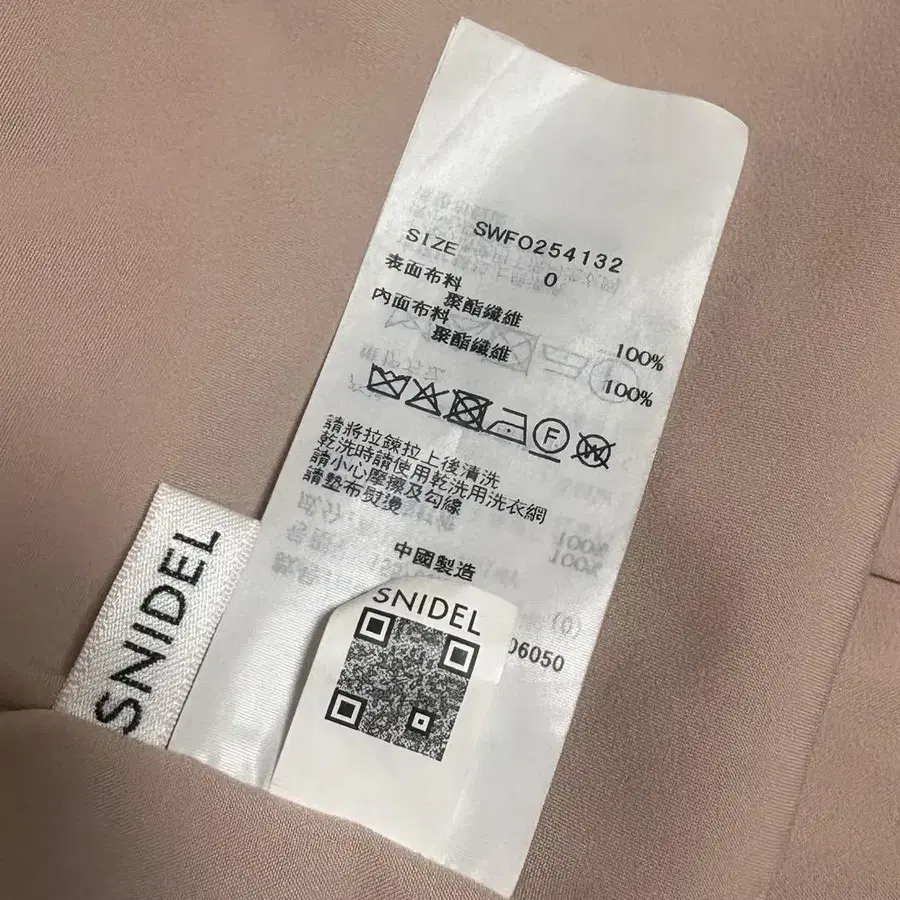 SWFO254132
SIZE 0
表面布料
聚酯纖維 100%
內面布料
聚酯纖維 100%
F
W
請將拉鍊拉上後清洗
乾洗時請使用乾洗用洗衣網
請小心摩擦及勾線
請墊布熨燙
中國製造
SNIDEL
06050
SNIDEL